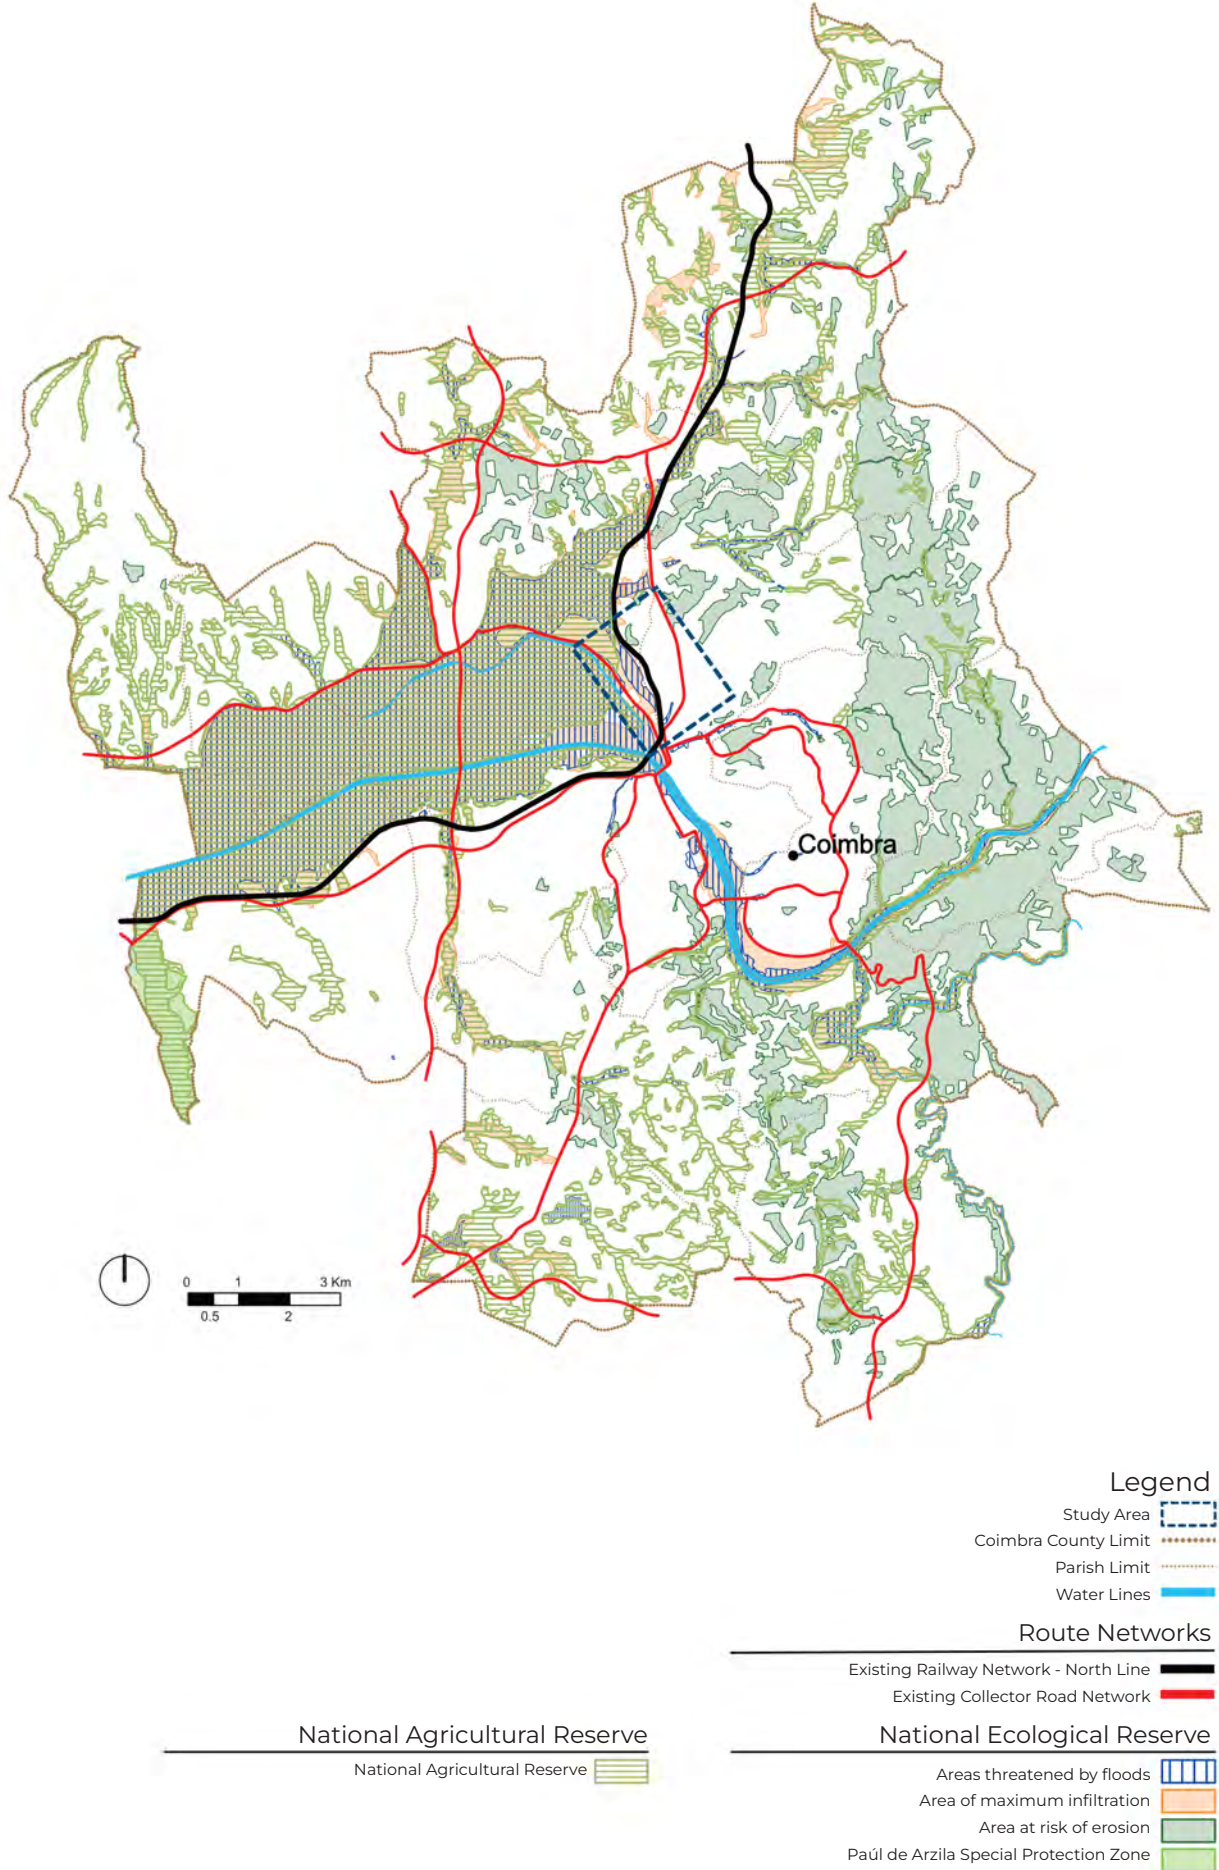 Coimbra
0 1 3 Km
0.5 2
Legend
Study Area
Coimbra County Limit
Parish Limit
Water Lines
Route Networks
Existing Railway Network - North Line
Existing Collector Road Network
National Agricultural Reserve
National Agricultural Reserve
National Ecological Reserve
Areas threatened by floods
Area of maximum infiltration
Area at risk of erosion
Paúl de Arzila Special Protection Zone